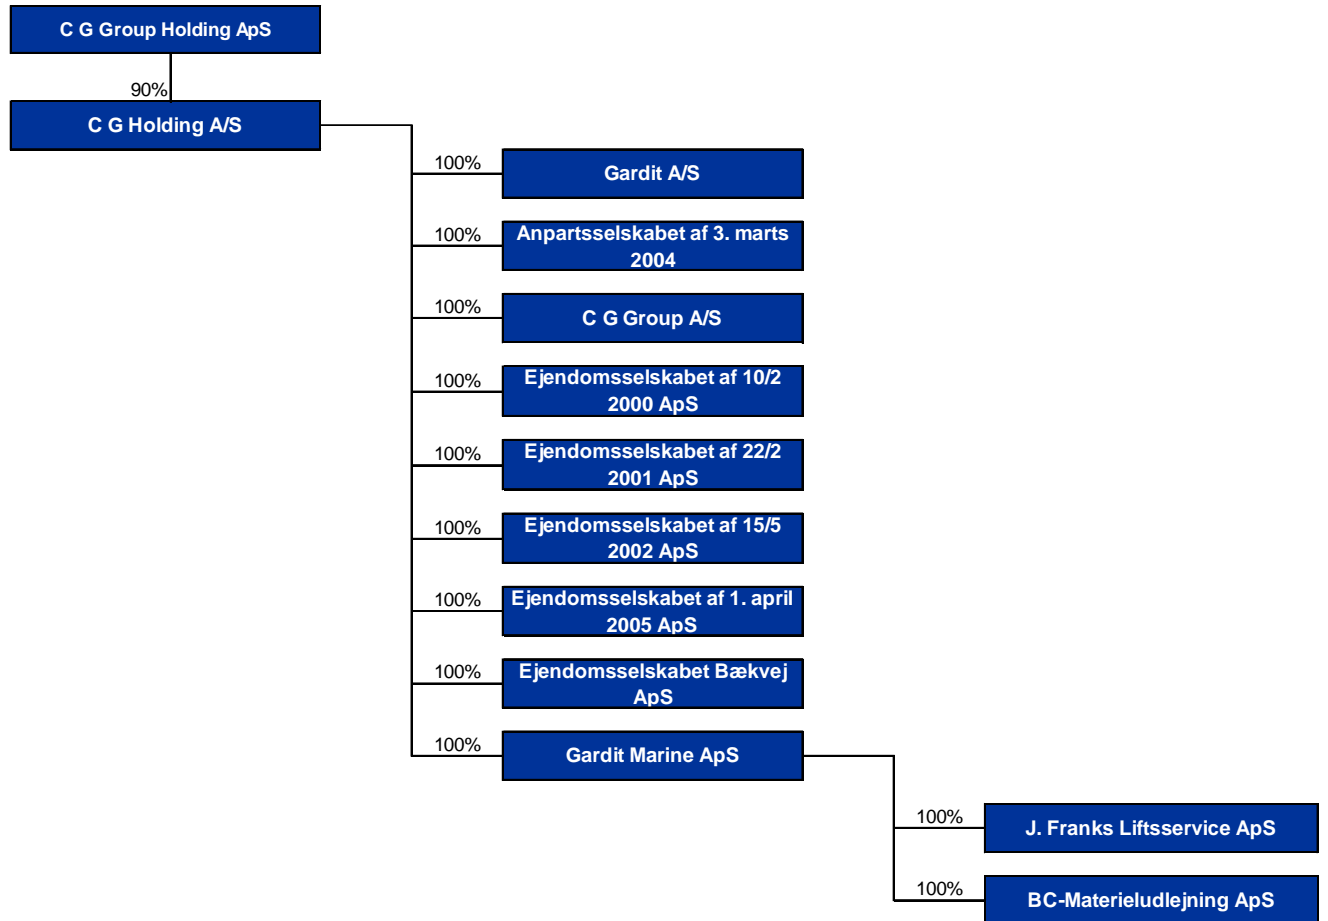 C G Group Holding ApS
90%
C G Holding A/S
100%
Gardit A/S
100%
Anpartsselskabet af 3. marts
2004
100%
C G Group A/S
100%
Ejendomsselskabet af 10/2
2000 ApS
100%
Ejendomsselskabet af 22/2
2001 ApS
100%
Ejendomsselskabet af 15/5
2002 ApS
100%
Ejendomsselskabet af 1. april
2005 ApS
100%
Ejendomsselskabet Bækvej
ApS
100%
Gardit Marine ApS
100%
J. Franks Liftsservice ApS
100%
BC-Materieludlejning ApS